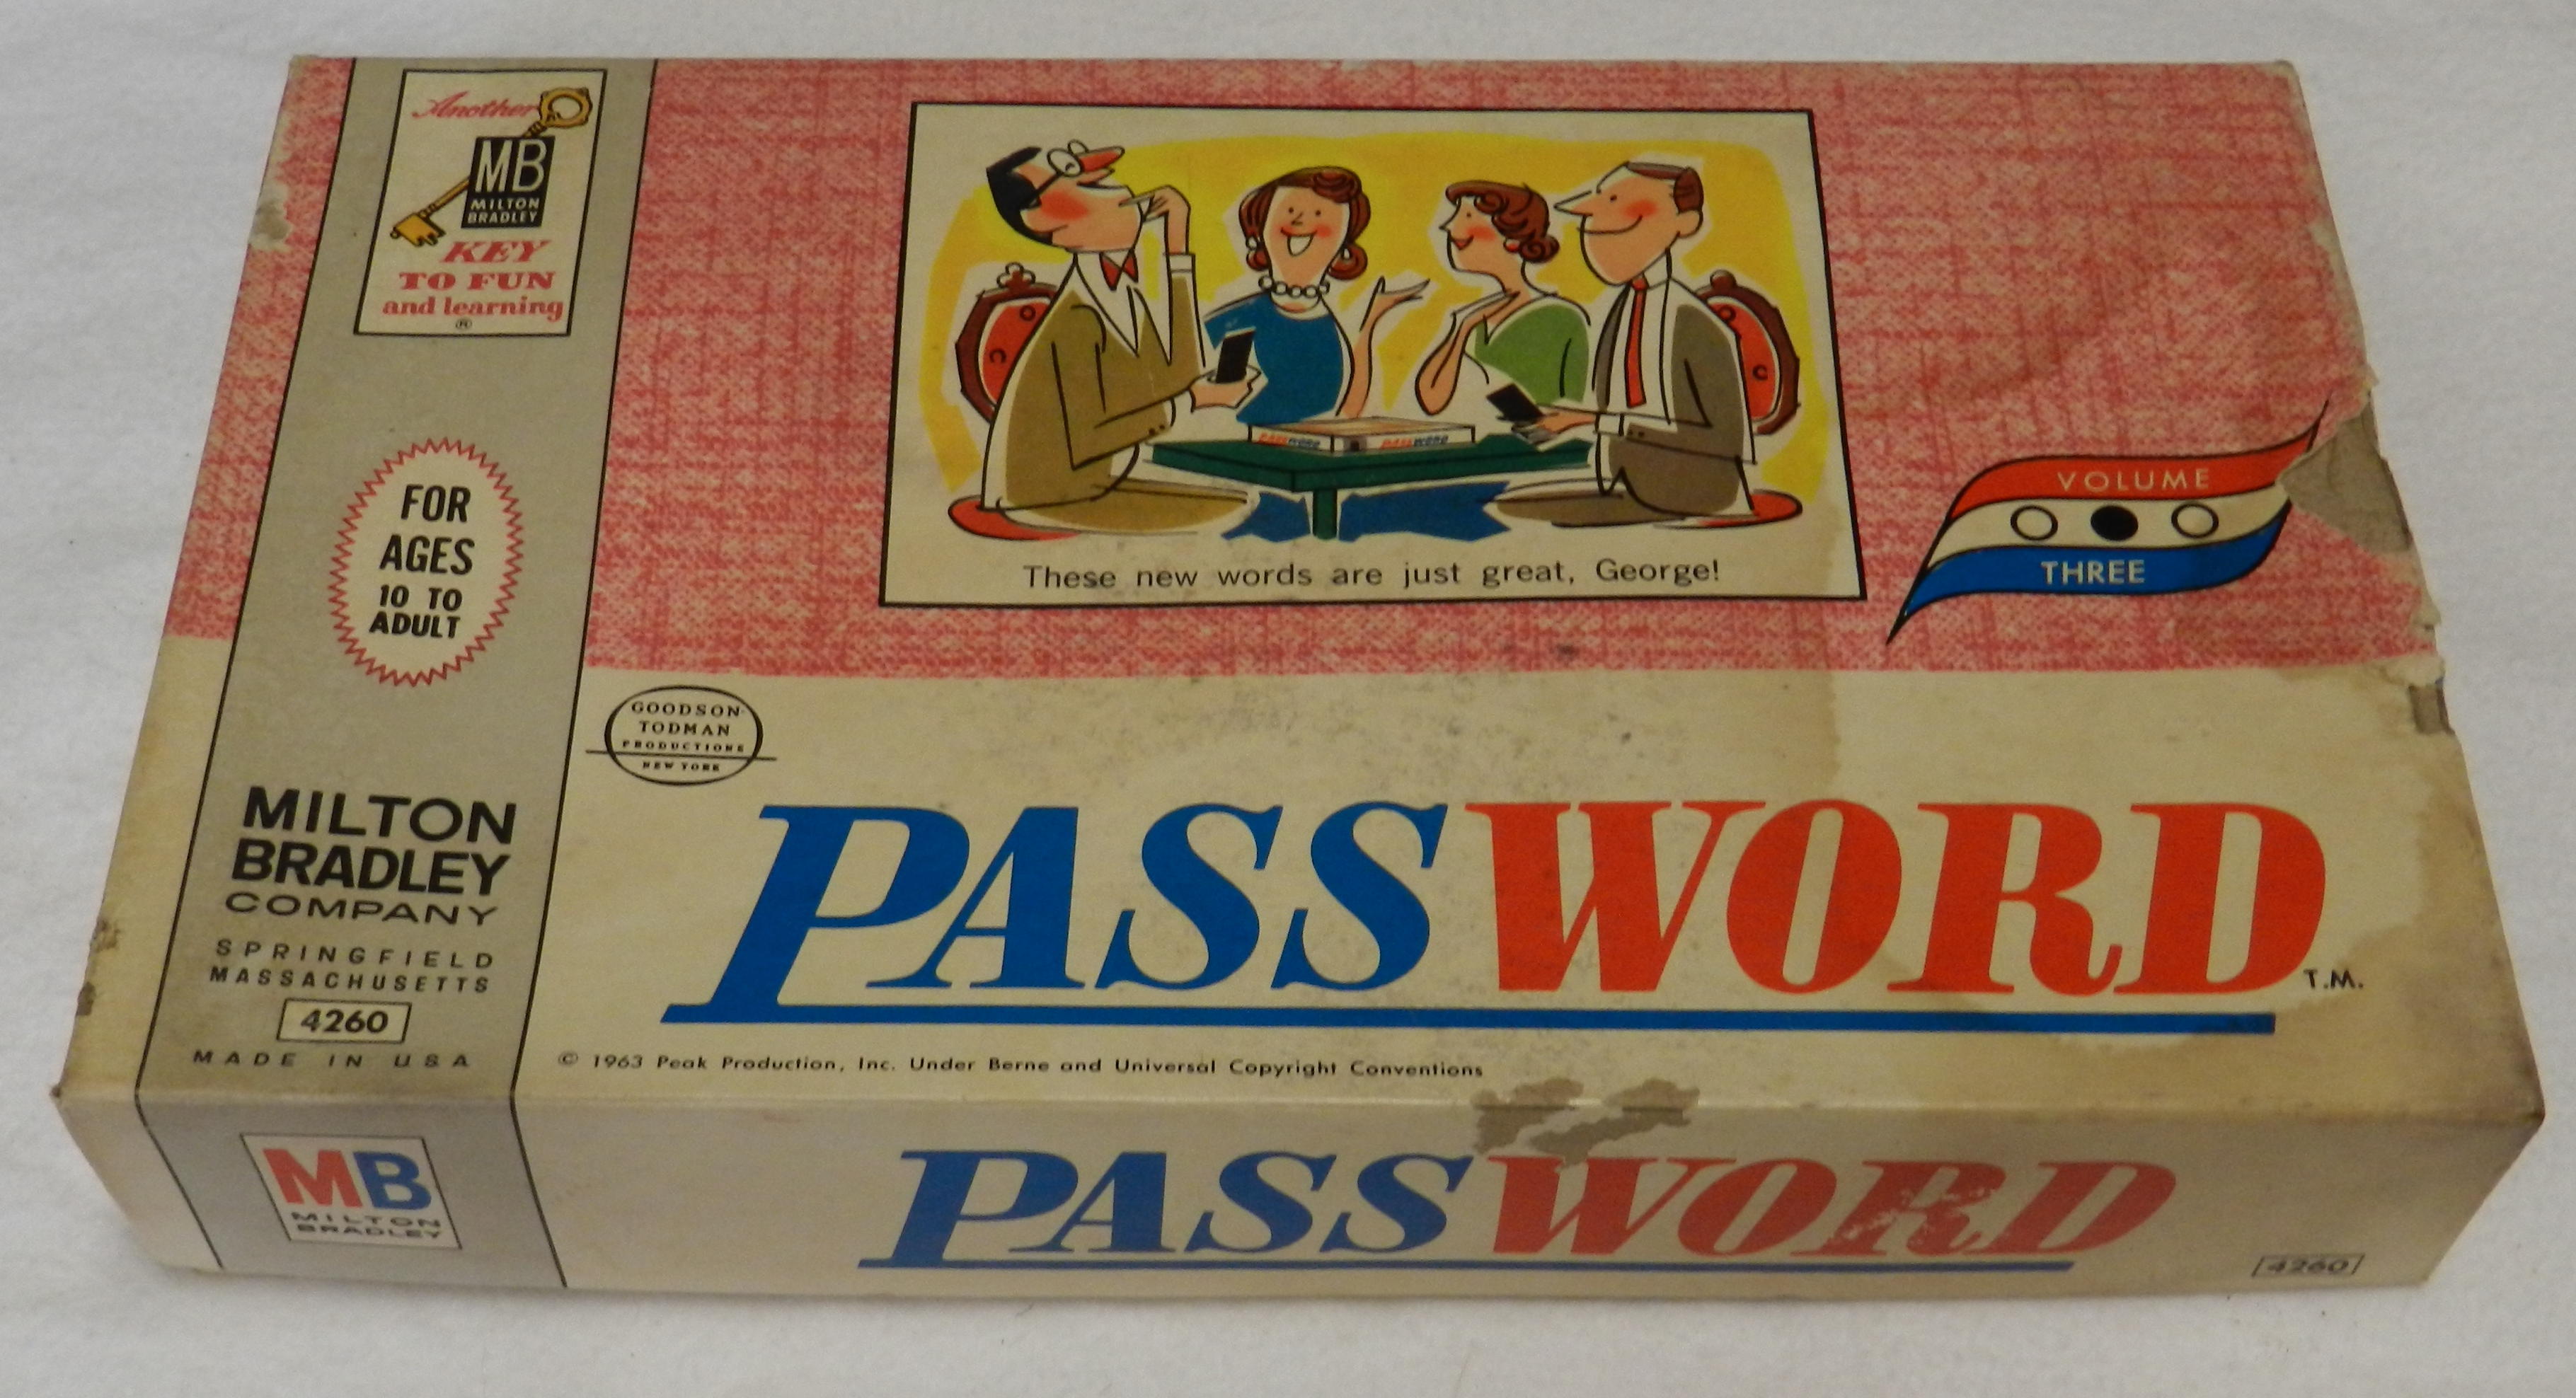 Another
MB
MILTON
BRADLEY
KEY
TO FUN
and learning
®
FOR
AGES
10 TO
ADULT
MILTON
BRADLEY
COMPANY
SPRINGFIELD
MASSACHUSETTS
4260
MADE IN USA
PASSWORD PASSWORD
These new words are just great, George!
VOLUME
THREE
GOODSON-
TODMAN
PRODUCTIONS
NEW YORK
PASSWORD T.M.
© 1963 Peak Production, Inc. Under Berne and Universal Copyright Conventions
MB
MILTON
BRADLEY
PASSWORD
4260